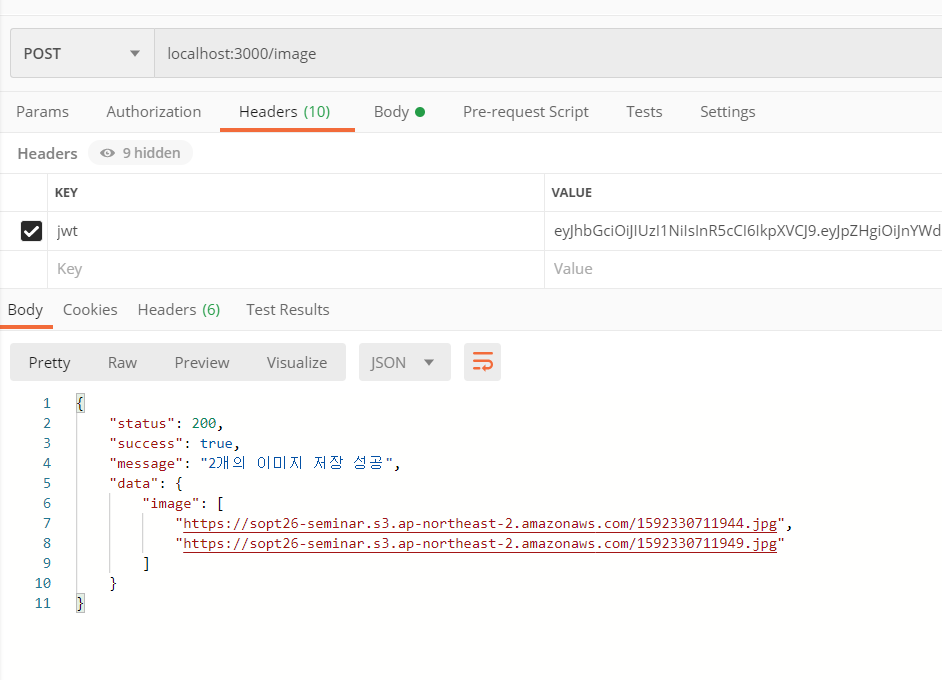 POST localhost:3000/image
Params Authorization Headers (10) Body Pre-request Script Tests Settings
Headers 9 hidden
KEY VALUE
jwt eyJhbGciOiJIUzI1NiIsInR5cCI6IkpXVCJ9.eyJpZHgiOiJnYWd
Key Value
Body Cookies Headers (6) Test Results
Pretty Raw Preview Visualize JSON
1 {
2 "status": 200,
3 "success": true,
4 "message": "2개의 이미지 저장 성공",
5 "data": {
6 "image": [
7 "https://sopt26-seminar.s3.ap-northeast-2.amazonaws.com/1592330711944.jpg",
8 "https://sopt26-seminar.s3.ap-northeast-2.amazonaws.com/1592330711949.jpg"
9 ]
10 }
11 }